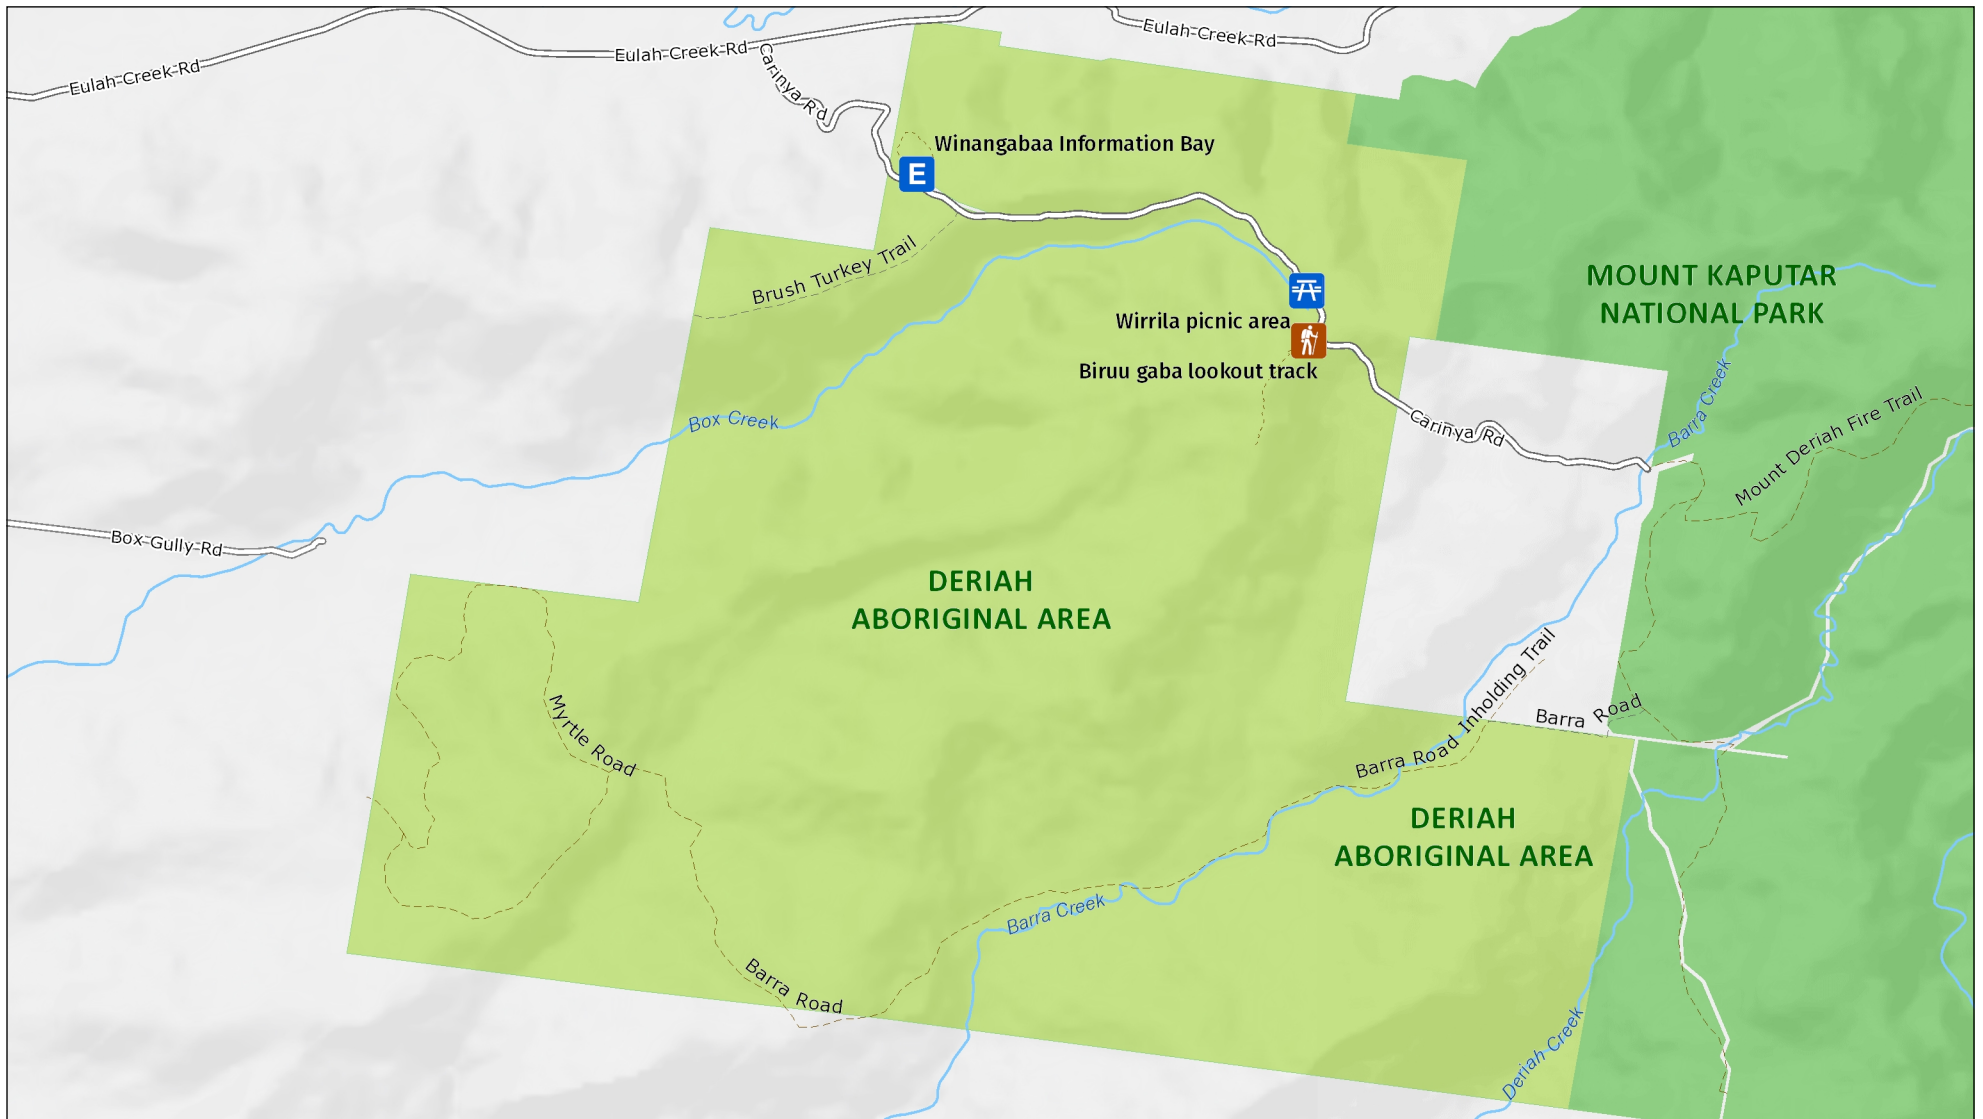 Eulah Creek Rd
Eulah Creek Rd
Eulah Creek Rd
Carinya Rd
Winangabaa Information Bay
E
Brush Turkey Trail
MOUNT KAPUTAR
NATIONAL PARK
Wirrila picnic area
Biruu gaba lookout track
Barra Creek
Box Creek
Carinya Rd
Mount Deriah Fire Trail
Box Gully Rd
DERIAH
ABORIGINAL AREA
Barra Road Inholding Trail
Barra Road
Myrtle Road
DERIAH
ABORIGINAL AREA
Barra Creek
Barra Road
Deriah Creek